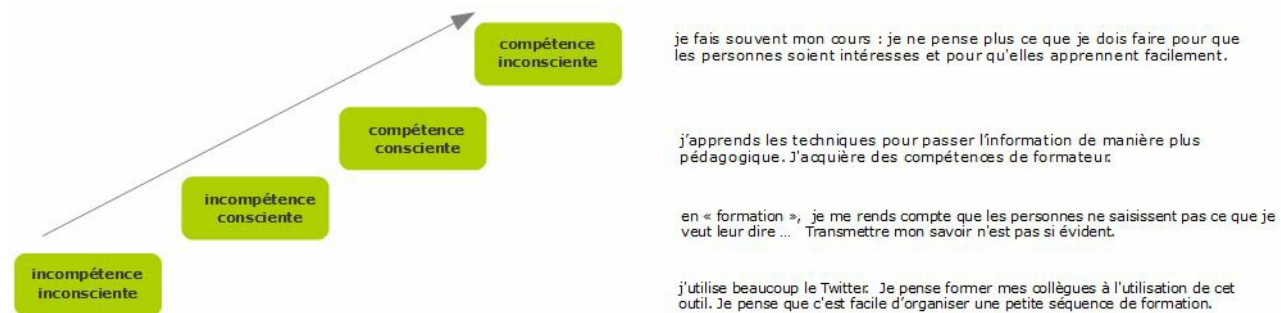 compétence
inconsciente
je fais souvent mon cours : je ne pense plus ce que je dois faire pour que
les personnes soient intéresses et pour qu'elles apprennent facilement.
compétence
consciente
j'apprends les techniques pour passer l'information de manière plus
pédagogique. J'acquière des compétences de formateur.
incompétence
consciente
en « formation », je me rends compte que les personnes ne saisissent pas ce que je
veut leur dire ... Transmettre mon savoir n'est pas si évident.
incompétence
inconsciente
j'utilise beaucoup le Twitter. Je pense former mes collègues à l'utilisation de cet
outil. Je pense que c'est facile d'organiser une petite séquence de formation.